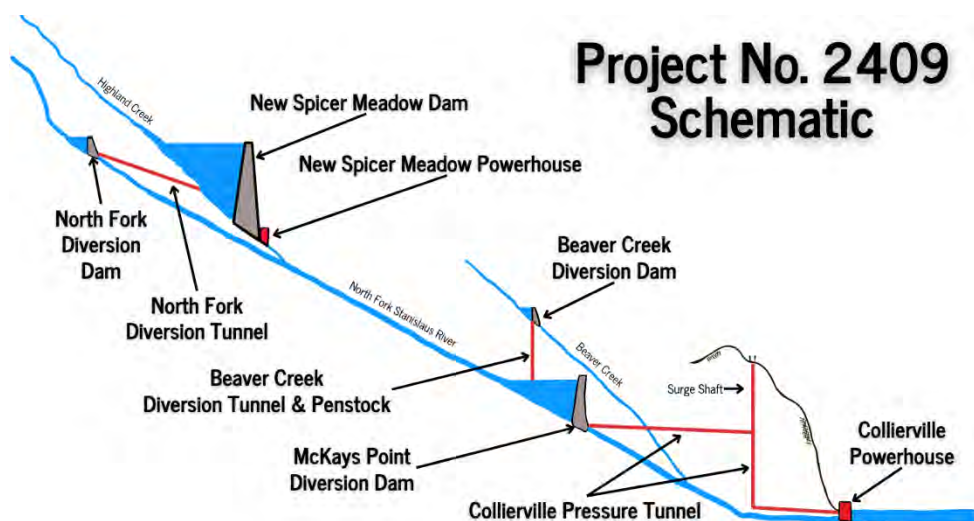 Project No. 2409
Schematic
Highland Creek
New Spicer Meadow Dam
New Spicer Meadow Powerhouse
North Fork
Diversion
Dam
North Fork
Diversion Tunnel
North Fork Stanislaus River
Beaver Creek
Diversion Dam
Beaver Creek
Beaver Creek
Diversion Tunnel & Penstock
Surge Shaft
McKays Point
Diversion Dam
Collierville Pressure Tunnel
Collierville
Powerhouse